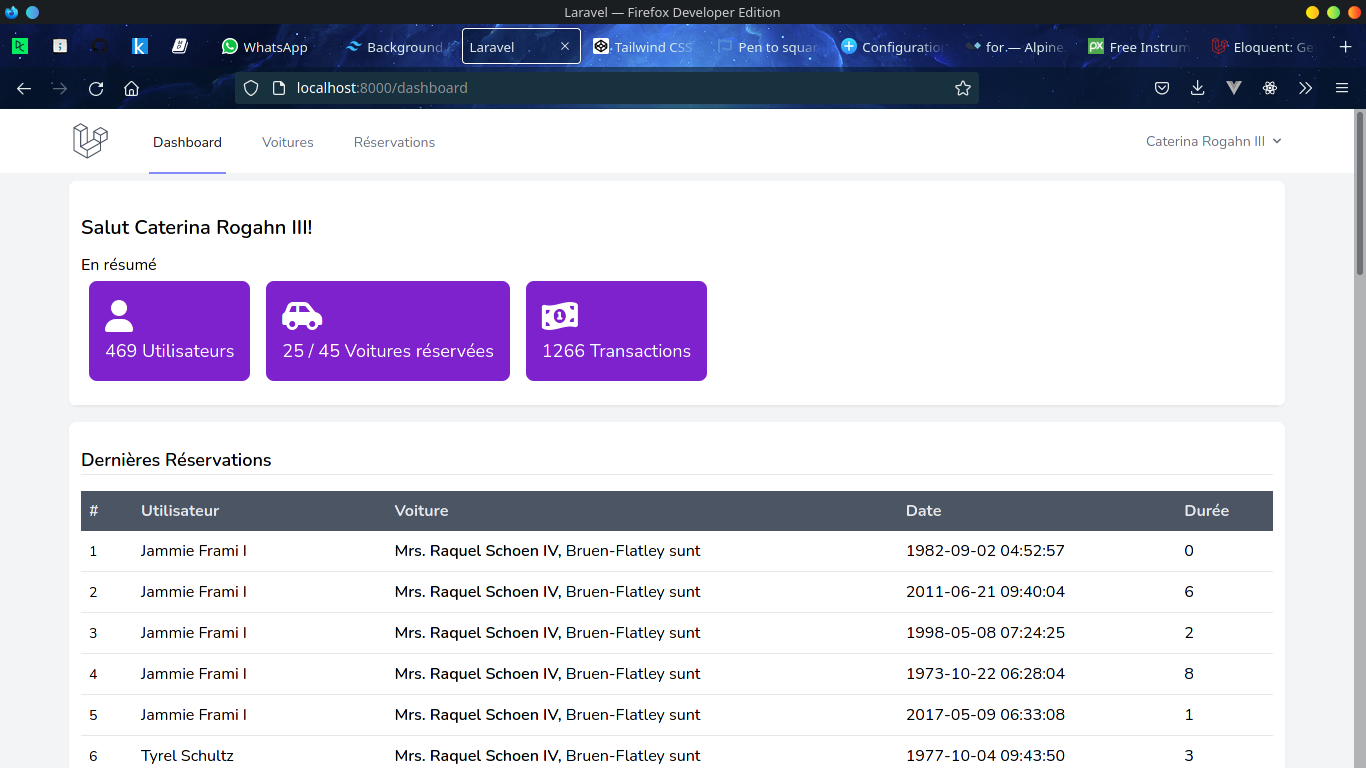 Laravel — Firefox Developer Edition
WhatsApp
Background
Laravel
Tailwind CSS
Pen to squar
Configuration
for — Alpine.
Free Instrum
Eloquent: Ge
localhost:8000/dashboard
Dashboard
Voitures
Réservations
Caterina Rogahn III
Salut Caterina Rogahn III!
En résumé
469 Utilisateurs
25 / 45 Voitures réservées
1266 Transactions
Dernières Réservations
# Utilisateur Voiture Date Durée
1 Jammie Frami I Mrs. Raquel Schoen IV, Bruen-Flatley sunt 1982-09-02 04:52:57 0
2 Jammie Frami I Mrs. Raquel Schoen IV, Bruen-Flatley sunt 2011-06-21 09:40:04 6
3 Jammie Frami I Mrs. Raquel Schoen IV, Bruen-Flatley sunt 1998-05-08 07:24:25 2
4 Jammie Frami I Mrs. Raquel Schoen IV, Bruen-Flatley sunt 1973-10-22 06:28:04 8
5 Jammie Frami I Mrs. Raquel Schoen IV, Bruen-Flatley sunt 2017-05-09 06:33:08 1
6 Tyrel Schultz Mrs. Raquel Schoen IV, Bruen-Flatley sunt 1977-10-04 09:43:50 3